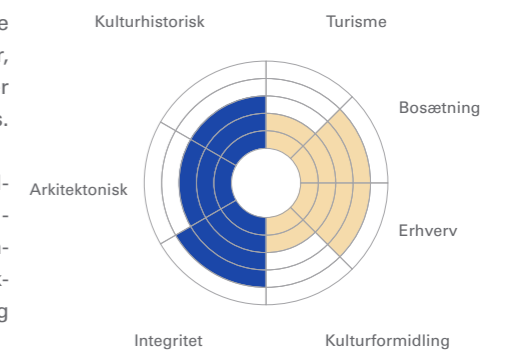 e
Kulturhistorisk Turisme
r,
r
Bosætning
s.
Arkitektonisk
Erhverv
g
Integritet Kulturformidling